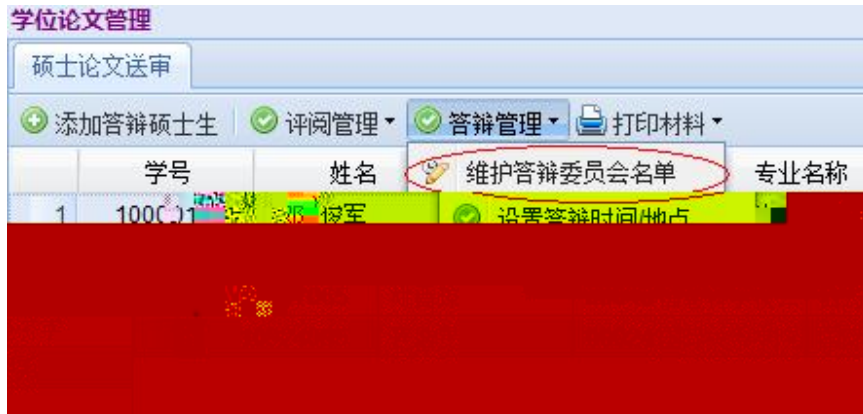 学位论文管理
硕士论文送审
添加答辩硕士生 评阅管理 答辩管理 打印材料
学号 姓名 维护答辩委员会名单 专业名称
1 俊军 设置答辩时间/地点